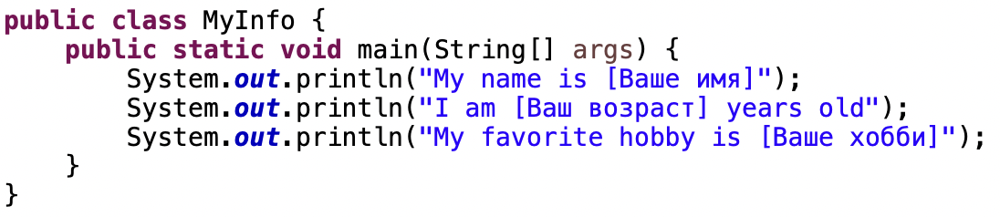 public class MyInfo {
    public static void main(String[] args) {
        System.out.println("My name is [Ваше имя]");
        System.out.println("I am [Ваш возраст] years old");
        System.out.println("My favorite hobby is [Ваше хобби]");
    }
}